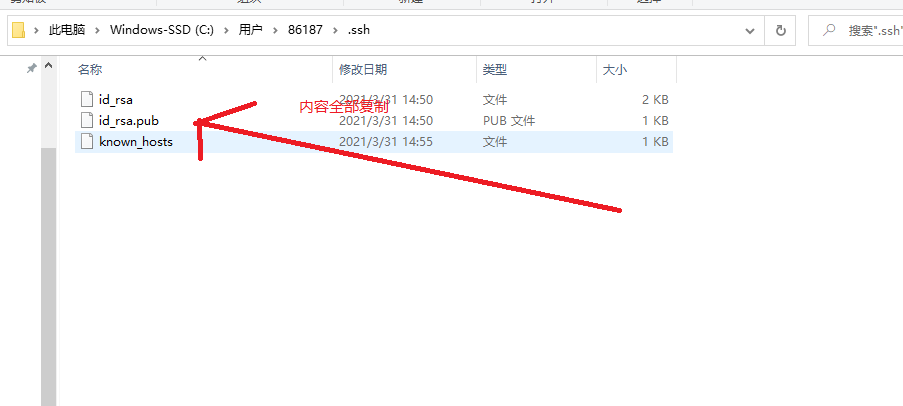 此电脑 > Windows-SSD (C:) > 用户 > 86187 > .ssh
搜索".ssh"
名称 修改日期 类型 大小
id_rsa 2021/3/31 14:50 文件 2 KB
内容全部复制
id_rsa.pub 2021/3/31 14:50 PUB 文件 1 KB
known_hosts 2021/3/31 14:55 文件 1 KB